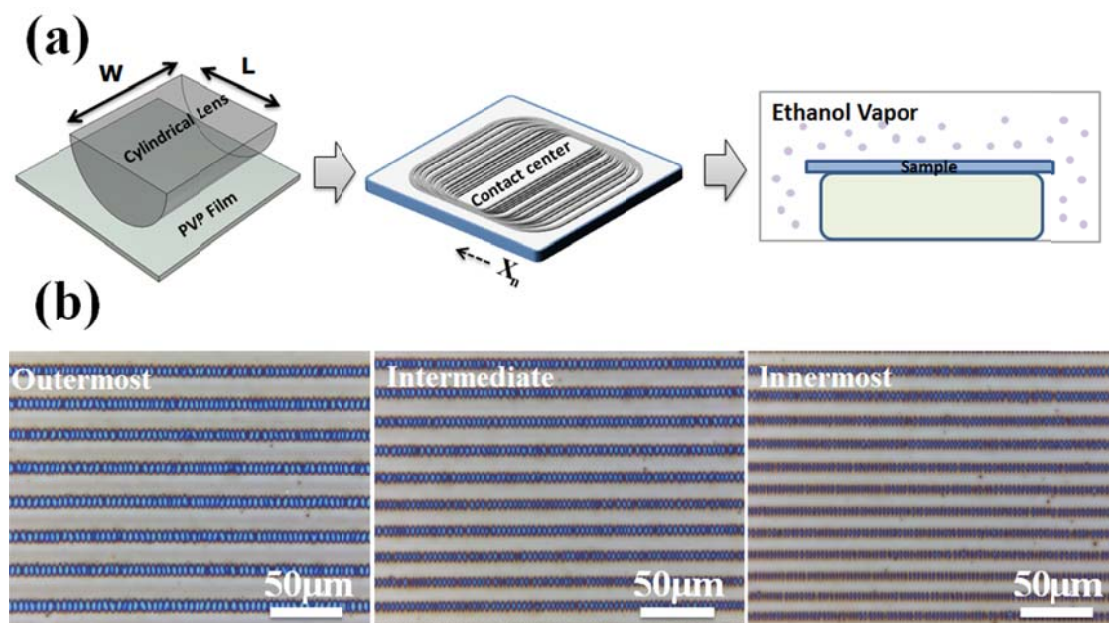 (a)
W
L
Cylindrical Lens
PVP Film
Contact center
Xn
Ethanol Vapor
Sample
(b)
Outermost
Intermediate
Innermost
50μm
50μm
50μm